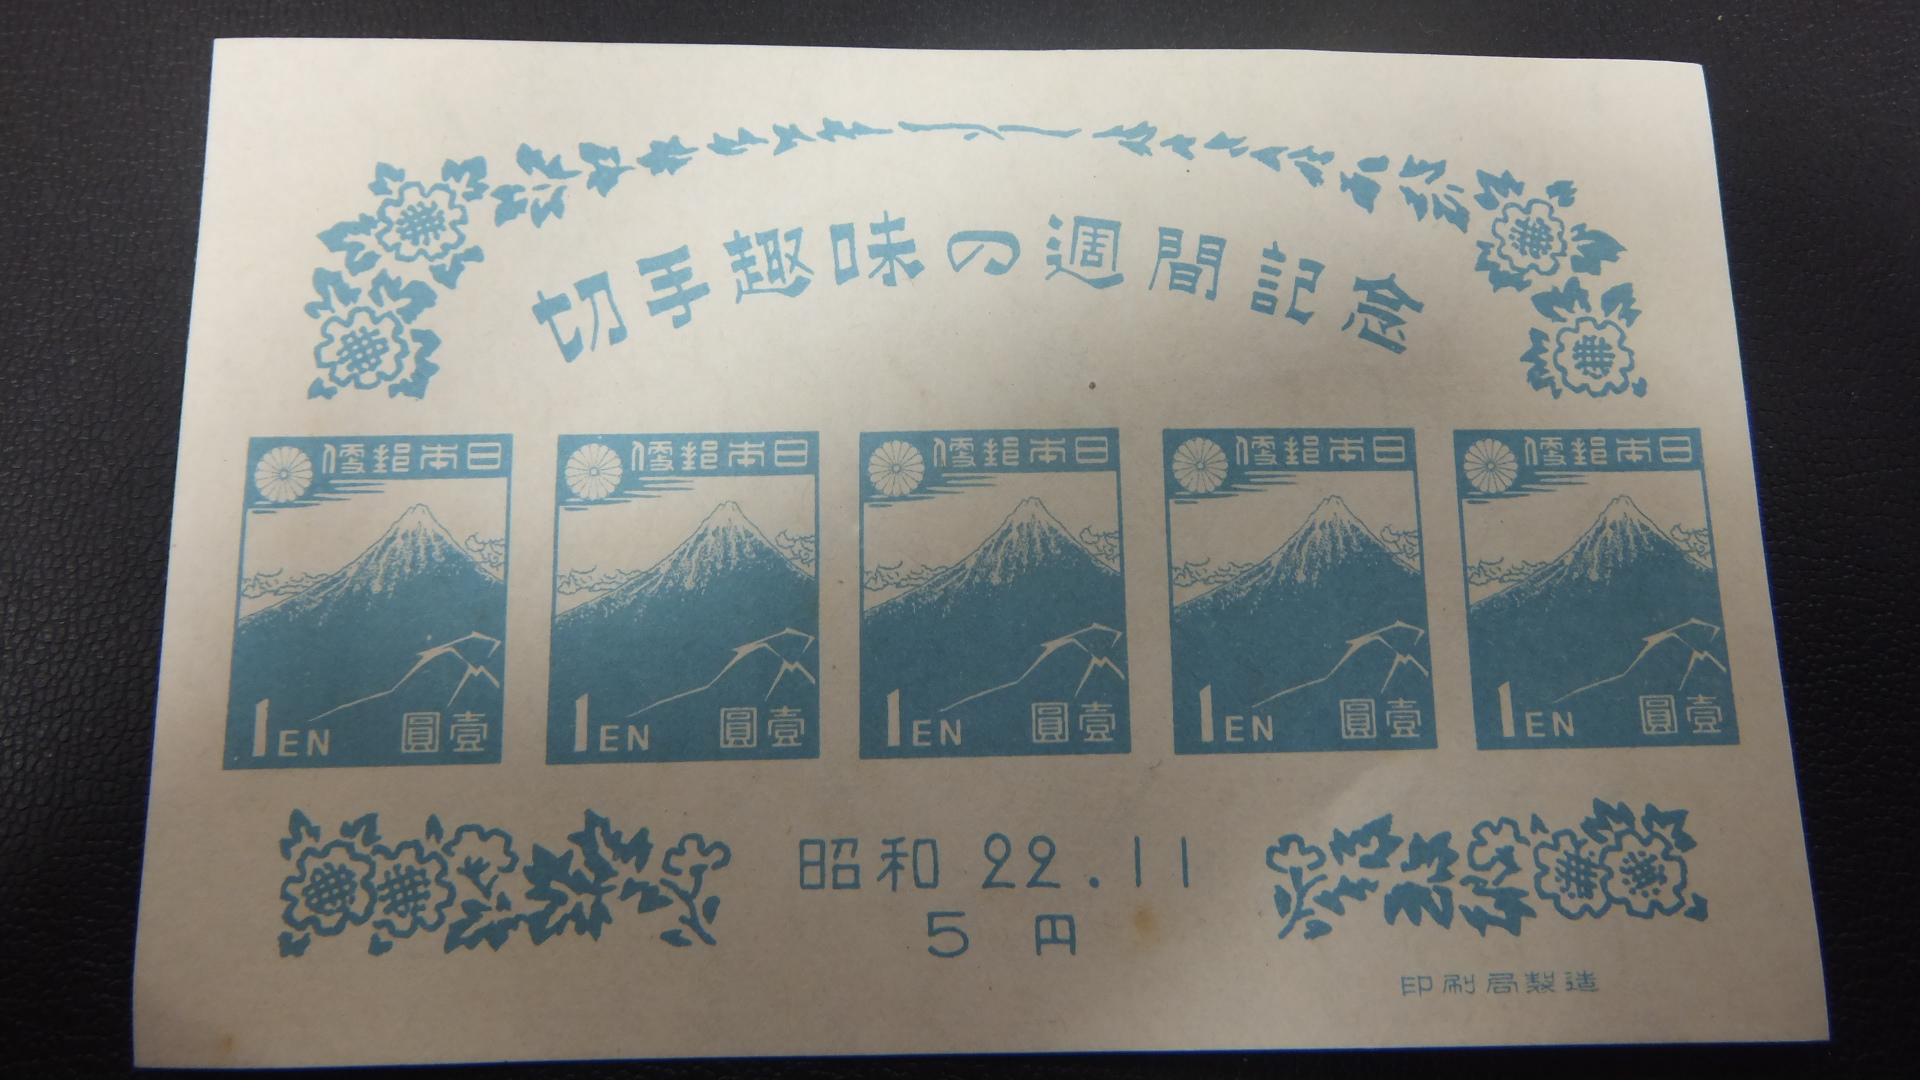 切手趣味の週間記念
日本郵便
日本郵便
日本郵便
日本郵便
日本郵便
1EN 壹圓
1EN 壹圓
1EN 壹圓
1EN 壹圓
1EN 壹圓
昭和 22.11
5 円
印刷局製造